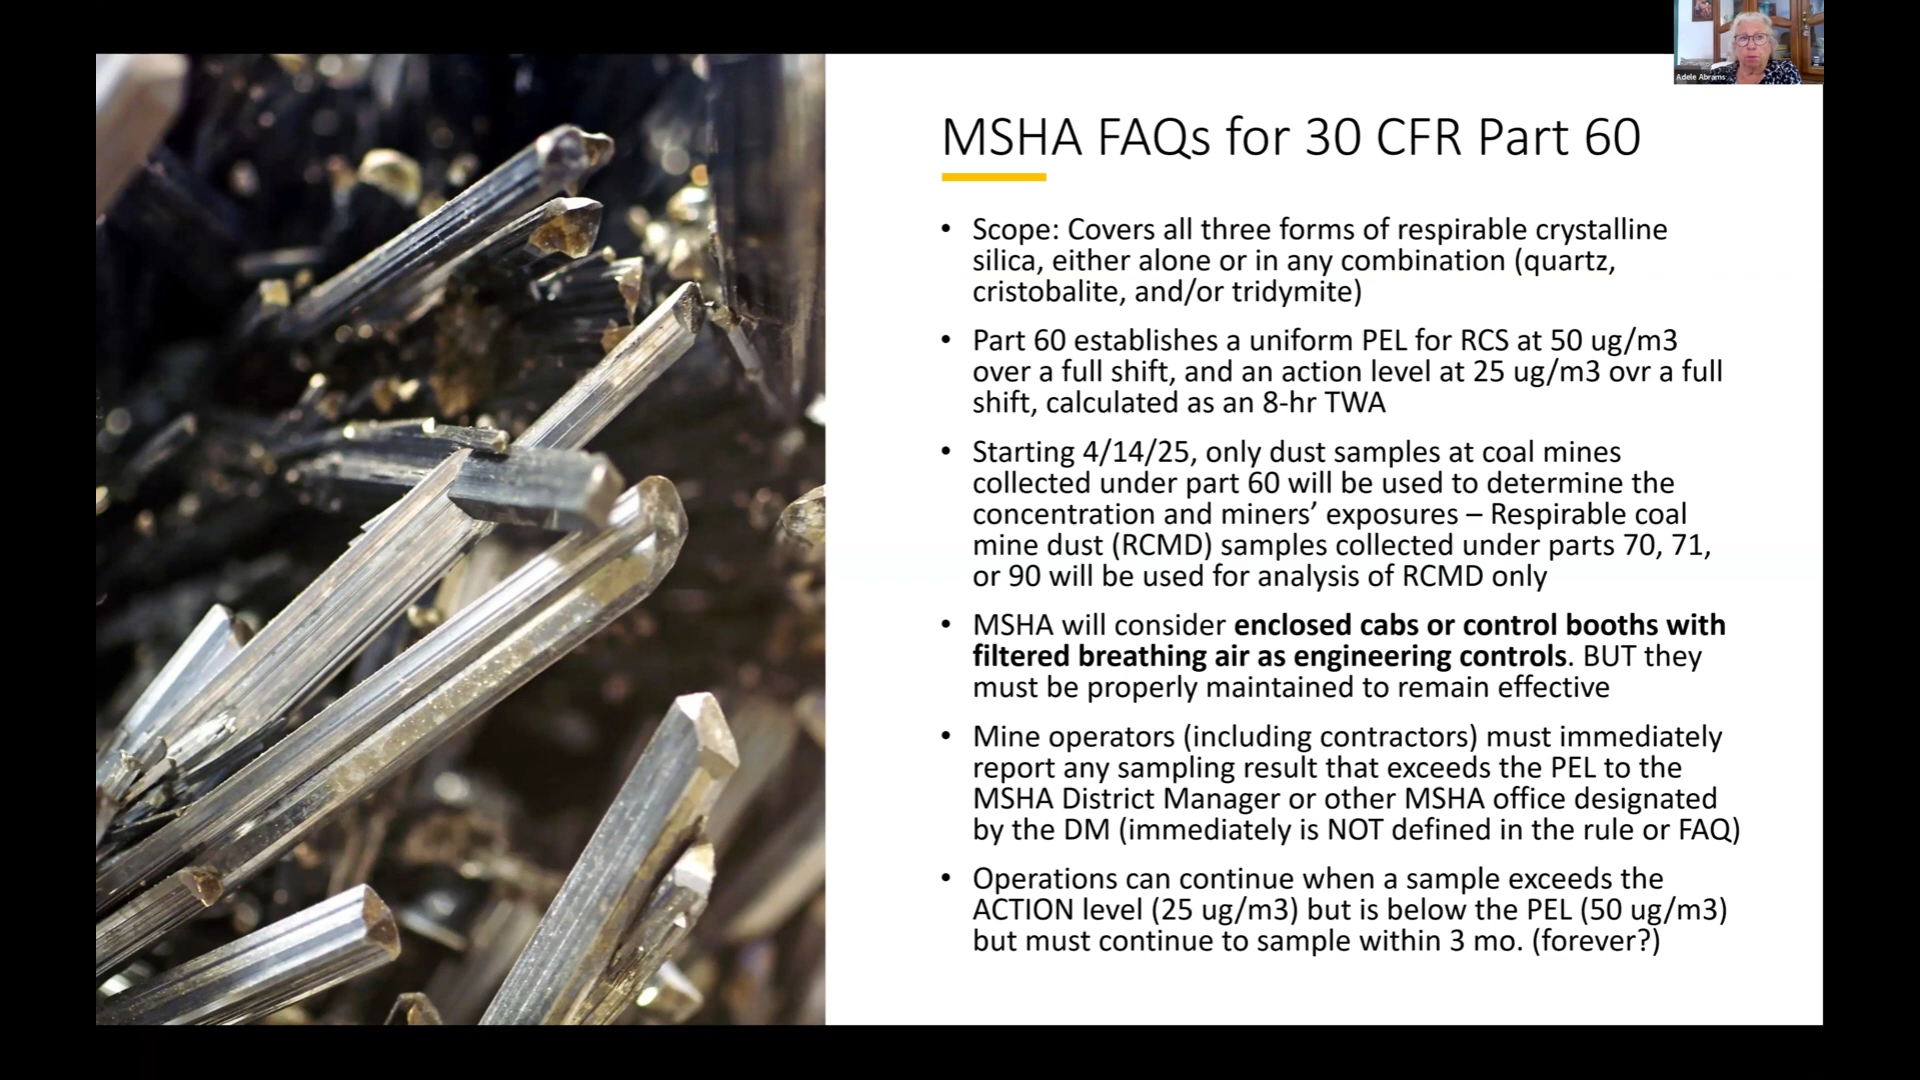 Adele Abrams
MSHA FAQs for 30 CFR Part 60
• Scope: Covers all three forms of respirable crystalline
silica, either alone or in any combination (quartz,
cristobalite, and/or tridymite)
• Part 60 establishes a uniform PEL for RCS at 50 ug/m3
over a full shift, and an action level at 25 ug/m3 ovr a full
shift, calculated as an 8-hr TWA
• Starting 4/14/25, only dust samples at coal mines
collected under part 60 will be used to determine the
concentration and miners’ exposures – Respirable coal
mine dust (RCMD) samples collected under parts 70, 71,
or 90 will be used for analysis of RCMD only
• MSHA will consider enclosed cabs or control booths with
filtered breathing air as engineering controls. BUT they
must be properly maintained to remain effective
• Mine operators (including contractors) must immediately
report any sampling result that exceeds the PEL to the
MSHA District Manager or other MSHA office designated
by the DM (immediately is NOT defined in the rule or FAQ)
• Operations can continue when a sample exceeds the
ACTION level (25 ug/m3) but is below the PEL (50 ug/m3)
but must continue to sample within 3 mo. (forever?)